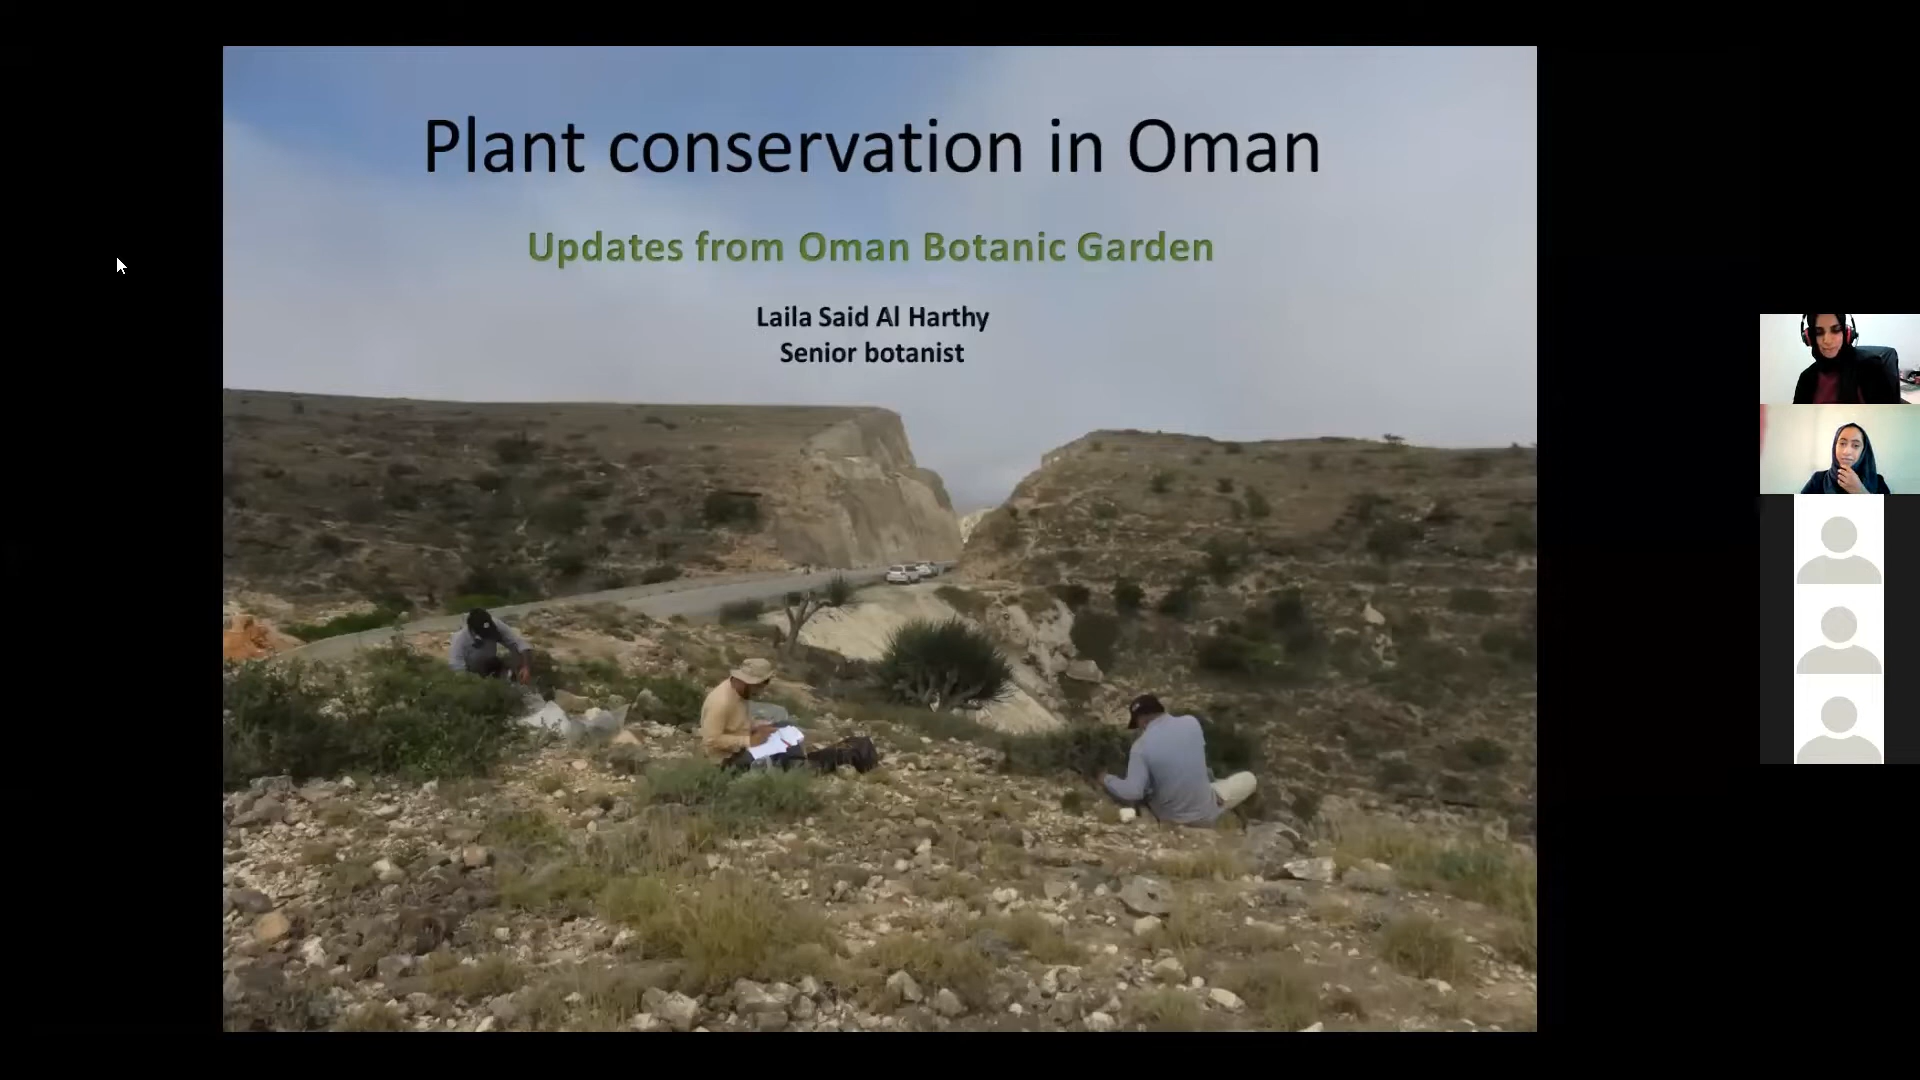 Plant conservation in Oman
Updates from Oman Botanic Garden
Laila Said Al Harthy
Senior botanist